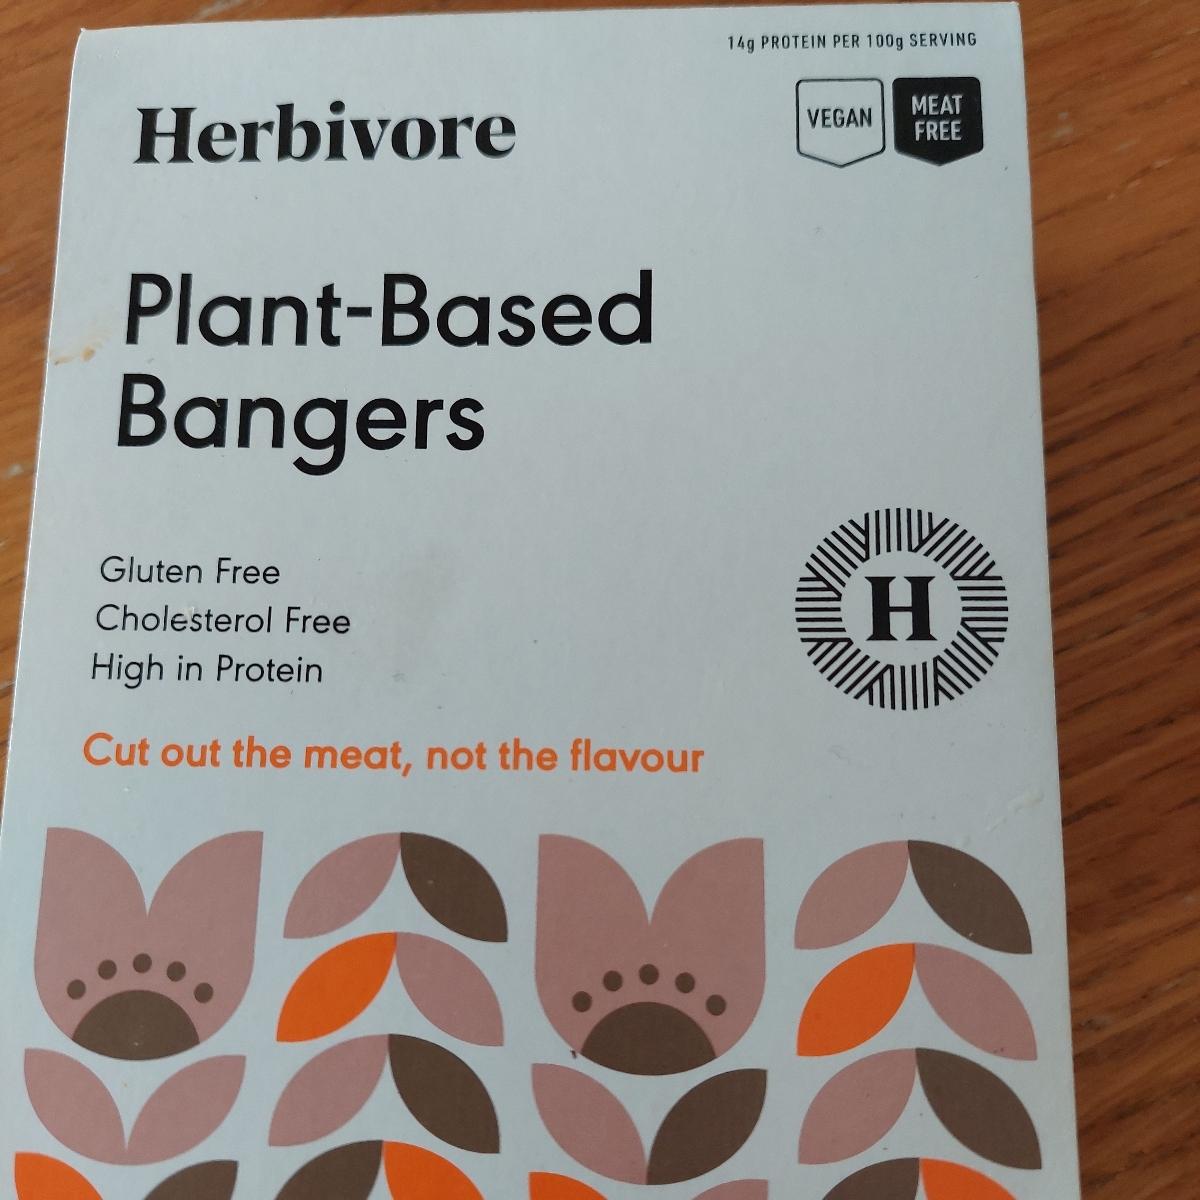 14g PROTEIN PER 100g SERVING
Herbivore
VEGAN
MEAT
FREE
Plant-Based
Bangers
Gluten Free
Cholesterol Free
High in Protein
H
Cut out the meat, not the flavour